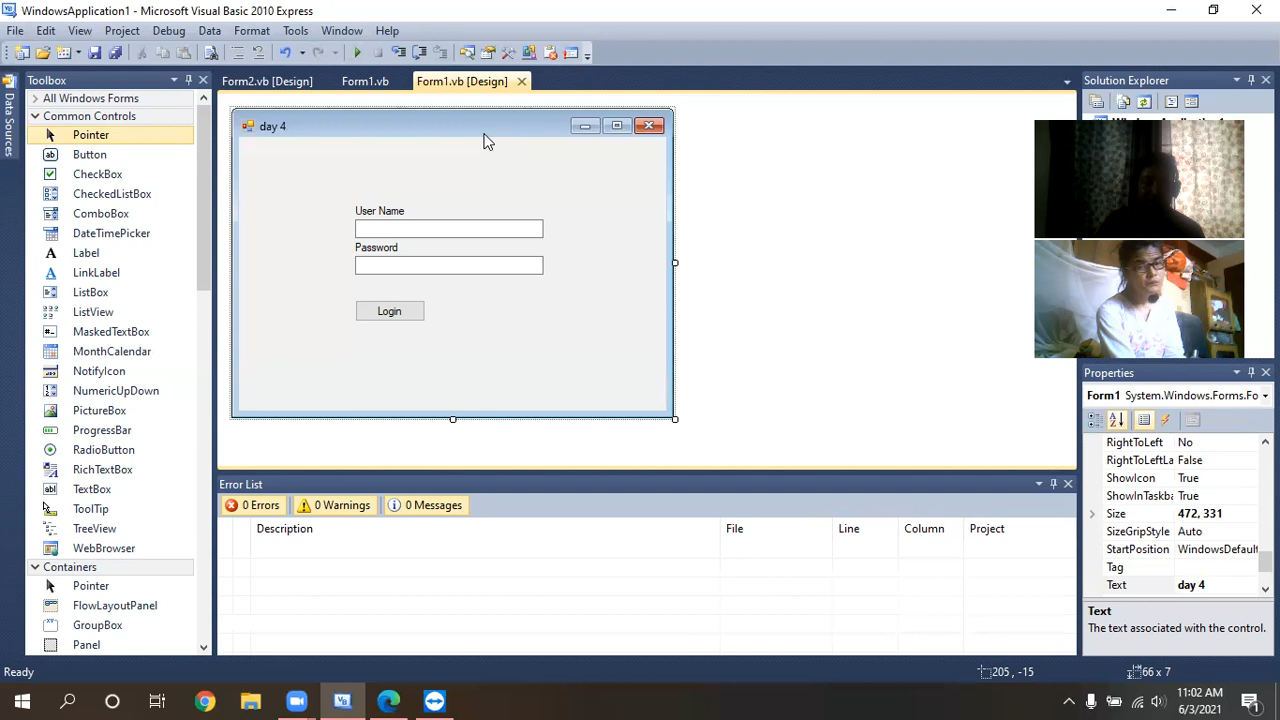 WindowsApplication1 - Microsoft Visual Basic 2010 Express
File Edit View Project Debug Data Format Tools Window Help
Data Sources
Toolbox
All Windows Forms
Common Controls
Pointer
Button
CheckBox
CheckedListBox
ComboBox
DateTimePicker
Label
LinkLabel
ListBox
ListView
MaskedTextBox
MonthCalendar
NotifyIcon
NumericUpDown
PictureBox
ProgressBar
RadioButton
RichTextBox
TextBox
ToolTip
TreeView
WebBrowser
Containers
Pointer
FlowLayoutPanel
GroupBox
Panel
Form2.vb [Design] Form1.vb Form1.vb [Design]
day 4
User Name
Password
Login
Error List
0 Errors 0 Warnings 0 Messages
Description File Line Column Project
Solution Explorer
Properties
Form1 System.Windows.Forms.Fo
RightToLeft No
RightToLeftLa False
ShowIcon True
ShowInTaskba True
Size 472, 331
SizeGripStyle Auto
StartPosition WindowsDefault
Tag
Text day 4
Text
The text associated with the control.
Ready 205 , -15 66 x 7
11:02 AM
6/3/2021